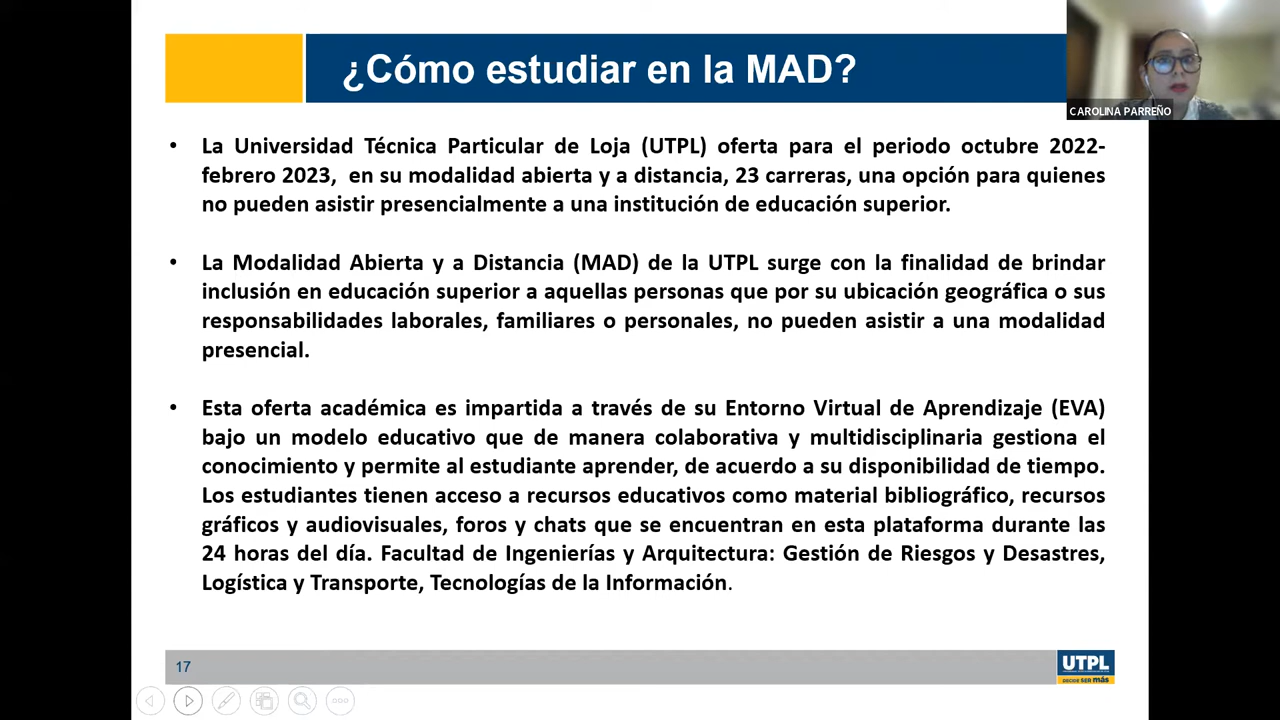 ¿Cómo estudiar en la MAD?
CAROLINA PARREÑO
• La Universidad Técnica Particular de Loja (UTPL) oferta para el periodo octubre 2022-
febrero 2023, en su modalidad abierta y a distancia, 23 carreras, una opción para quienes
no pueden asistir presencialmente a una institución de educación superior.
• La Modalidad Abierta y a Distancia (MAD) de la UTPL surge con la finalidad de brindar
inclusión en educación superior a aquellas personas que por su ubicación geográfica o sus
responsabilidades laborales, familiares o personales, no pueden asistir a una modalidad
presencial.
• Esta oferta académica es impartida a través de su Entorno Virtual de Aprendizaje (EVA)
bajo un modelo educativo que de manera colaborativa y multidisciplinaria gestiona el
conocimiento y permite al estudiante aprender, de acuerdo a su disponibilidad de tiempo.
Los estudiantes tienen acceso a recursos educativos como material bibliográfico, recursos
gráficos y audiovisuales, foros y chats que se encuentran en esta plataforma durante las
24 horas del día. Facultad de Ingenierías y Arquitectura: Gestión de Riesgos y Desastres,
Logística y Transporte, Tecnologías de la Información.
17
UTPL
DECIDE SER más